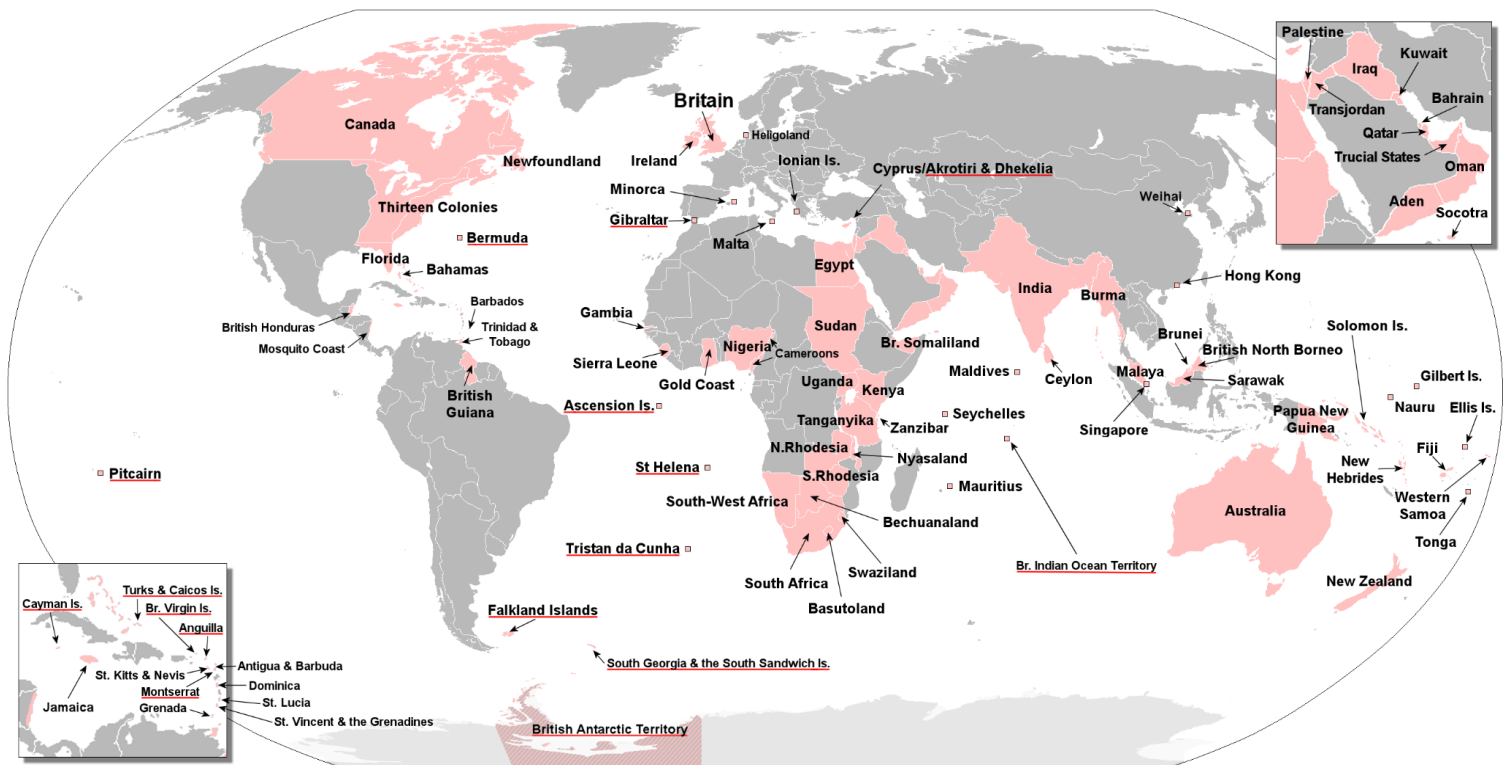 Palestine
Kuwait
Iraq
Bahrain
Transjordan
Qatar
Trucial States
Oman
Aden
Socotra
Canada
Newfoundland
Thirteen Colonies
Bermuda
Florida
Bahamas
Barbados
British Honduras
Trinidad &
Tobago
Mosquito Coast
British
Guiana
Britain
Heligoland
Ireland
Ionian Is.
Cyprus/Akrotiri & Dhekelia
Minorca
Gibraltar
Malta
Weihai
Hong Kong
Egypt
India
Burma
Gambia
Sudan
Nigeria
Cameroons
Sierra Leone
Gold Coast
Br. Somaliland
Maldives
Ceylon
Brunei
British North Borneo
Malaya
Sarawak
Singapore
Solomon Is.
Gilbert Is.
Nauru
Ellis Is.
Papua New
Guinea
Uganda
Kenya
Tanganyika
Zanzibar
Seychelles
Ascension Is.
N.Rhodesia
Nyasaland
St Helena
S.Rhodesia
Mauritius
South-West Africa
Bechuanaland
Pitcairn
Fiji
New
Hebrides
Western
Samoa
Tonga
Australia
New Zealand
Tristan da Cunha
Swaziland
South Africa
Basutoland
Br. Indian Ocean Territory
Falkland Islands
South Georgia & the South Sandwich Is.
British Antarctic Territory
Turks & Caicos Is.
Cayman Is.
Br. Virgin Is.
Anguilla
Antigua & Barbuda
St. Kitts & Nevis
Montserrat
Dominica
St. Lucia
Jamaica
Grenada
St. Vincent & the Grenadines